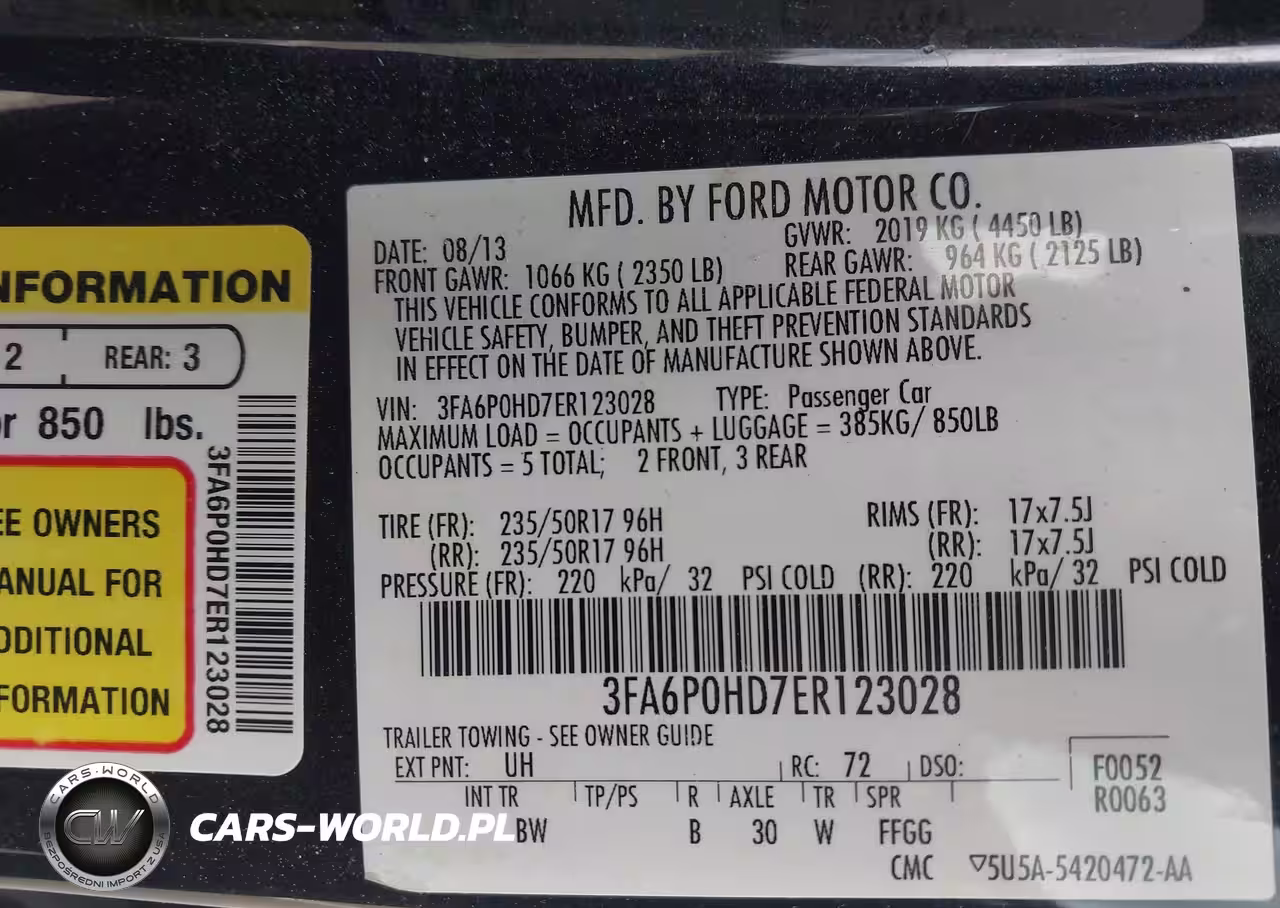 NFORMATION
2 REAR: 3
or 850 lbs.
EE OWNERS
ANUAL FOR
DDITIONAL
FORMATION
3FA6P0HD7ER123028
MFD. BY FORD MOTOR CO.
DATE: 08/13 GVWR: 2019 KG ( 4450 LB)
FRONT GAWR: 1066 KG ( 2350 LB) REAR GAWR: 964 KG ( 2125 LB)
THIS VEHICLE CONFORMS TO ALL APPLICABLE FEDERAL MOTOR
VEHICLE SAFETY, BUMPER, AND THEFT PREVENTION STANDARDS
IN EFFECT ON THE DATE OF MANUFACTURE SHOWN ABOVE.
VIN: 3FA6P0HD7ER123028 TYPE: Passenger Car
MAXIMUM LOAD = OCCUPANTS + LUGGAGE = 385KG/ 850LB
OCCUPANTS = 5 TOTAL; 2 FRONT, 3 REAR
TIRE (FR): 235/50R17 96H RIMS (FR): 17x7.5J
(RR): 235/50R17 96H (RR): 17x7.5J
PRESSURE (FR): 220 kPa/ 32 PSI COLD (RR): 220 kPa/ 32 PSI COLD
3FA6P0HD7ER123028
TRAILER TOWING - SEE OWNER GUIDE
EXT PNT: UH RC: 72 DSO: F0052
INT TR TP/PS R AXLE TR SPR R0063
BW B 30 W FFGG
CMC ▽5U5A-5420472-AA
CARS-WORLD
CW
BEZPOŚREDNI IMPORT Z USA
CARS-WORLD.PL